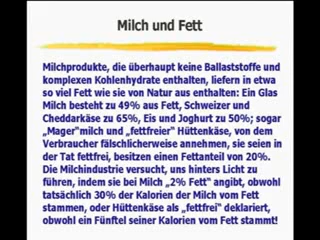 Milch und Fett
Milchprodukte, die überhaupt keine Ballaststoffe und
komplexen Kohlenhydrate enthalten, liefern in etwa
so viel Fett wie sie von Natur aus enthalten: Ein Glas
Milch besteht zu 49% aus Fett, Schweizer und
Cheddarkäse zu 65%, Eis und Joghurt zu 50%; sogar
„Mager“milch und „fettfreier“ Hüttenkäse, von dem
Verbraucher fälschlicherweise annehmen, sie seien in
der Tat fettfrei, besitzen einen Fettanteil von 20%.
Die Milchindustrie versucht, uns hinters Licht zu
führen, indem sie bei Milch „2% Fett“ angibt, obwohl
tatsächlich 30% der Kalorien der Milch vom Fett
stammen, oder Hüttenkäse als „fettfrei“ deklariert,
obwohl ein Fünftel seiner Kalorien vom Fett stammt!